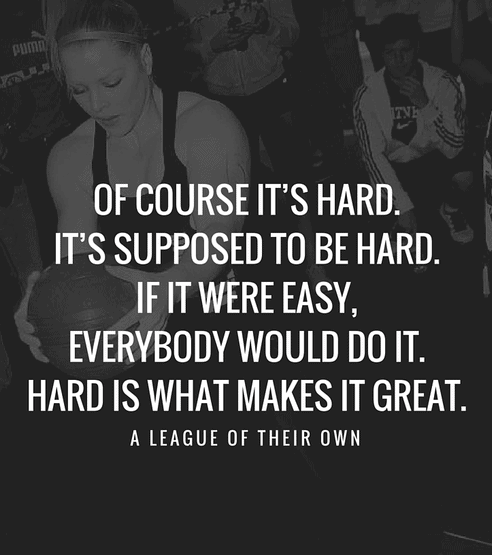 PUMA
OF COURSE IT'S HARD.
IT'S SUPPOSED TO BE HARD.
IF IT WERE EASY,
EVERYBODY WOULD DO IT.
HARD IS WHAT MAKES IT GREAT.
A LEAGUE OF THEIR OWN